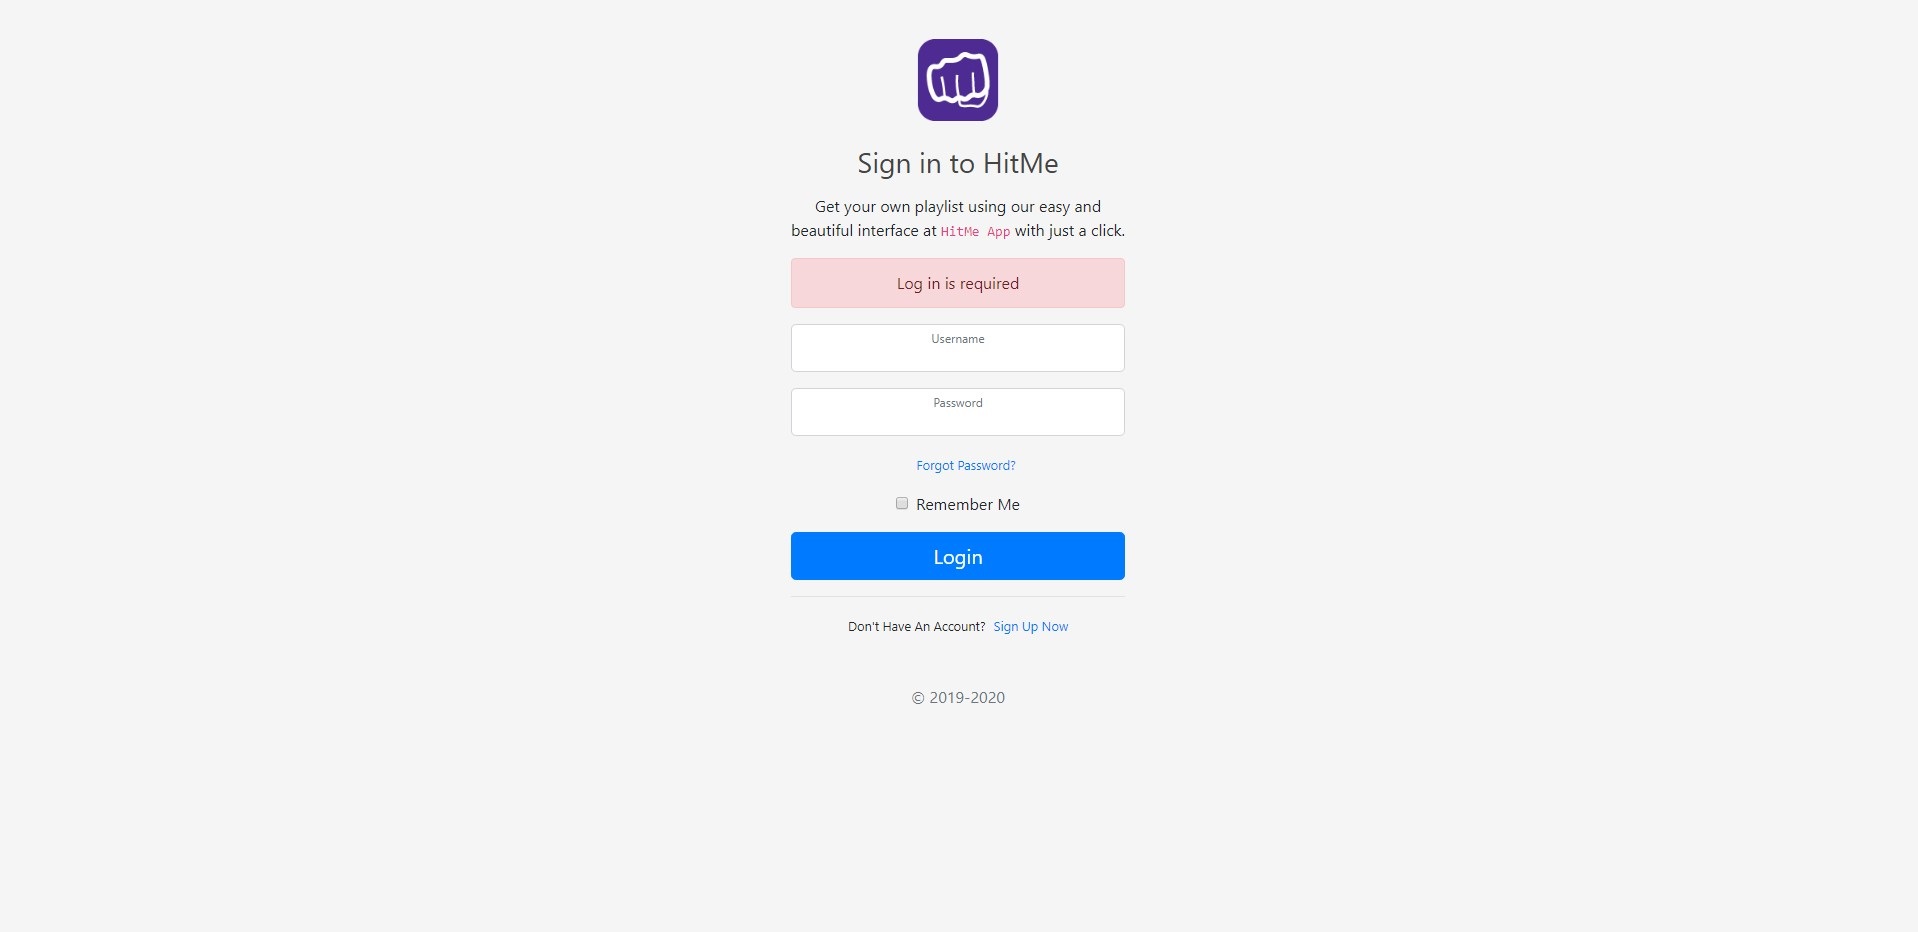 Sign in to HitMe
Get your own playlist using our easy and
beautiful interface at HitMe App with just a click.
Log in is required
Username
Password
Forgot Password?
Remember Me
Login
Don't Have An Account? Sign Up Now
© 2019-2020